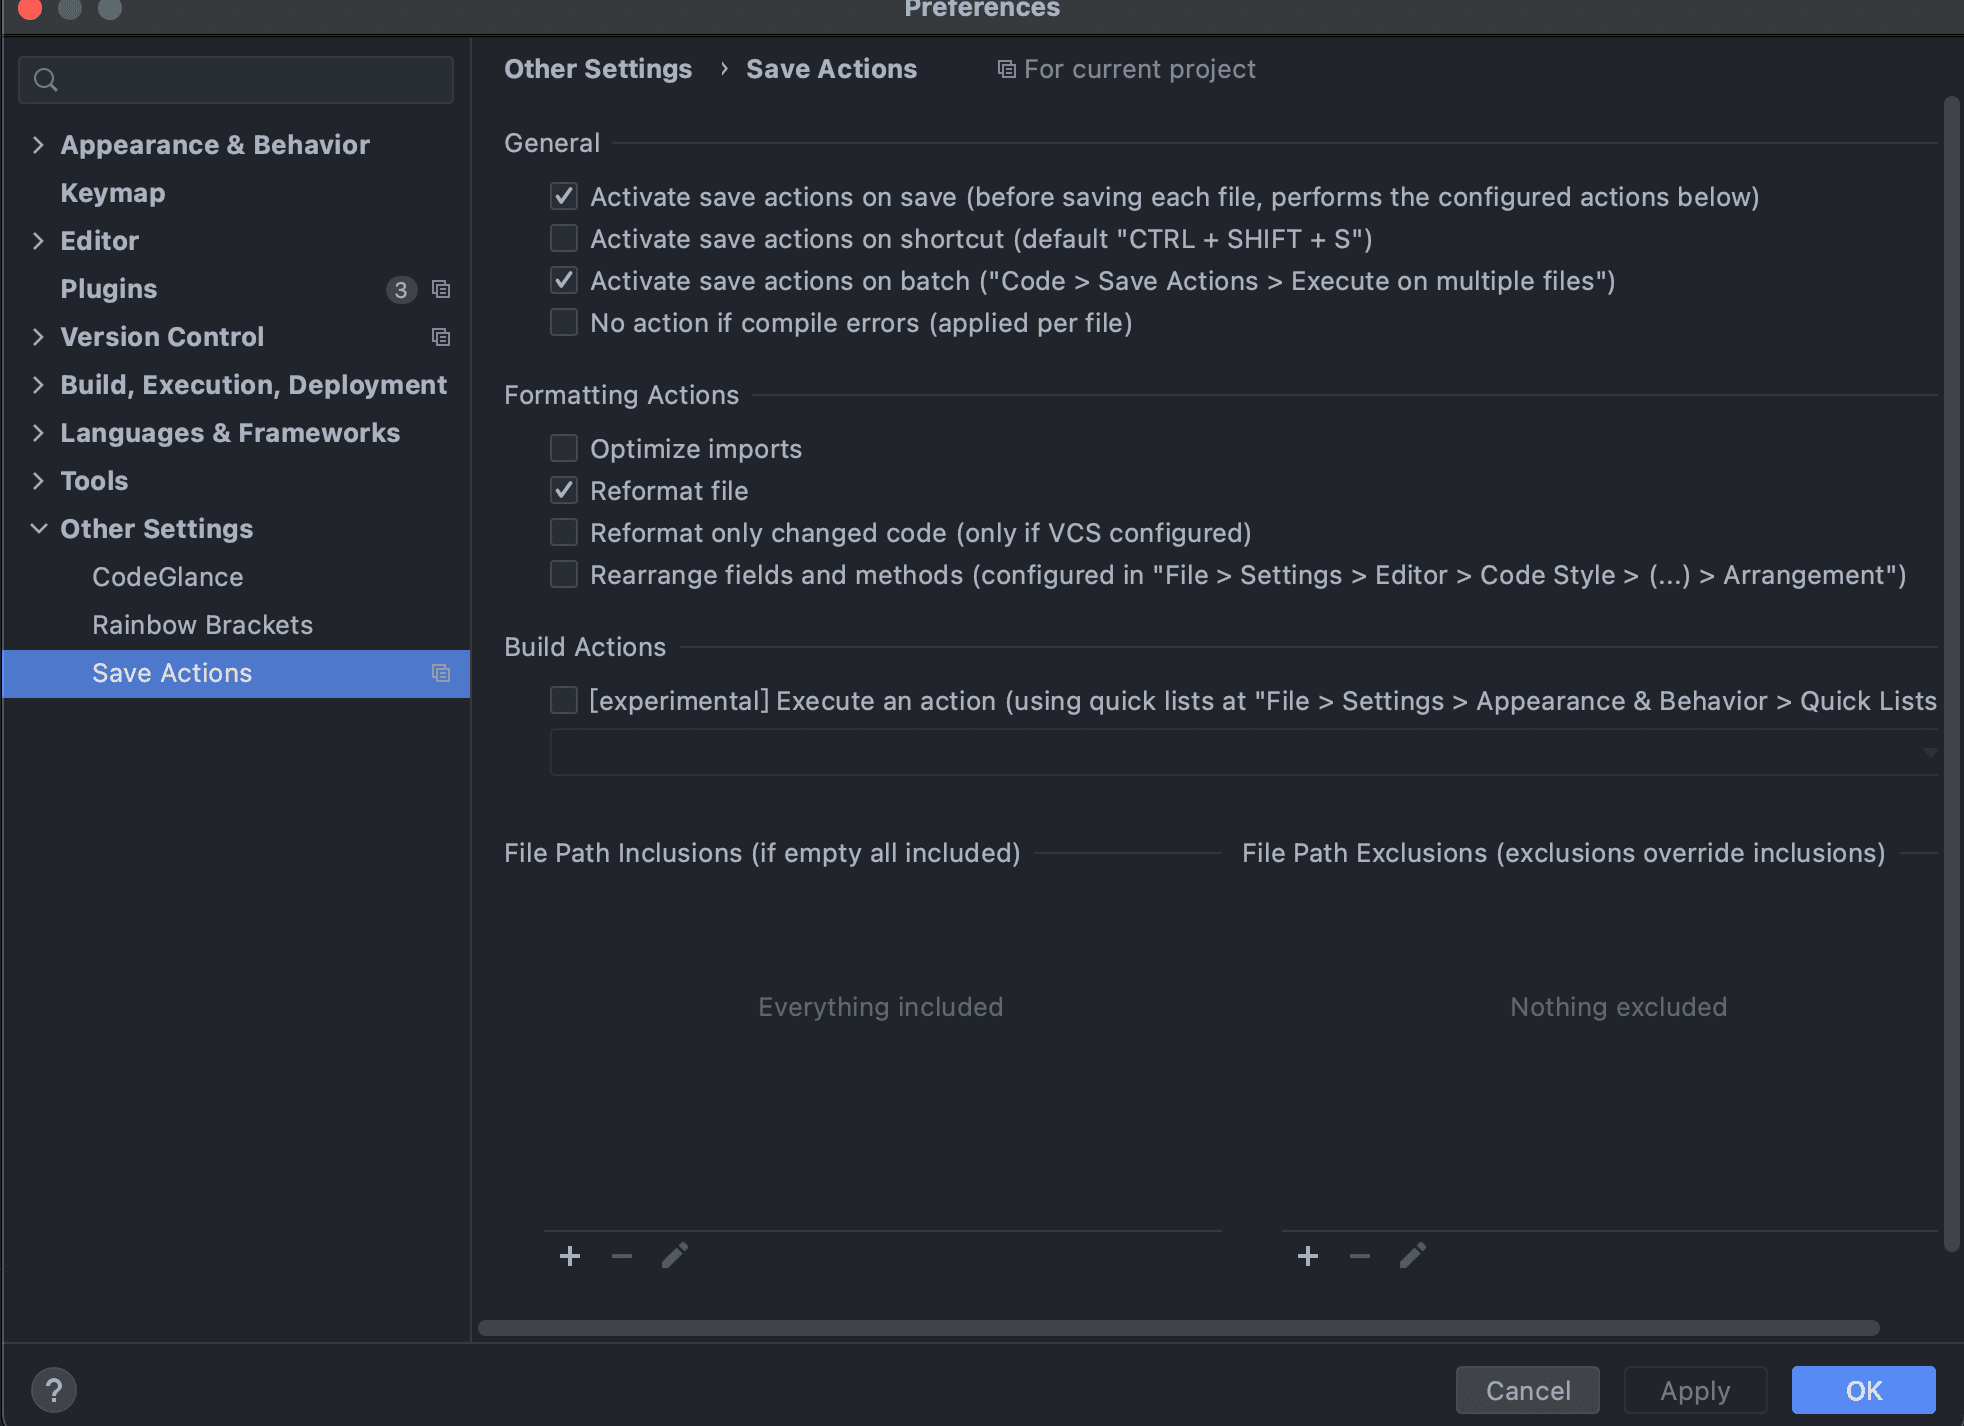 Preferences
Appearance & Behavior
Keymap
Editor
Plugins 3
Version Control
Build, Execution, Deployment
Languages & Frameworks
Tools
Other Settings
CodeGlance
Rainbow Brackets
Save Actions
Other Settings › Save Actions For current project
General
Activate save actions on save (before saving each file, performs the configured actions below)
Activate save actions on shortcut (default "CTRL + SHIFT + S")
Activate save actions on batch ("Code > Save Actions > Execute on multiple files")
No action if compile errors (applied per file)
Formatting Actions
Optimize imports
Reformat file
Reformat only changed code (only if VCS configured)
Rearrange fields and methods (configured in "File > Settings > Editor > Code Style > (...) > Arrangement")
Build Actions
[experimental] Execute an action (using quick lists at "File > Settings > Appearance & Behavior > Quick Lists
File Path Inclusions (if empty all included)
Everything included
File Path Exclusions (exclusions override inclusions)
Nothing excluded
? Cancel Apply OK